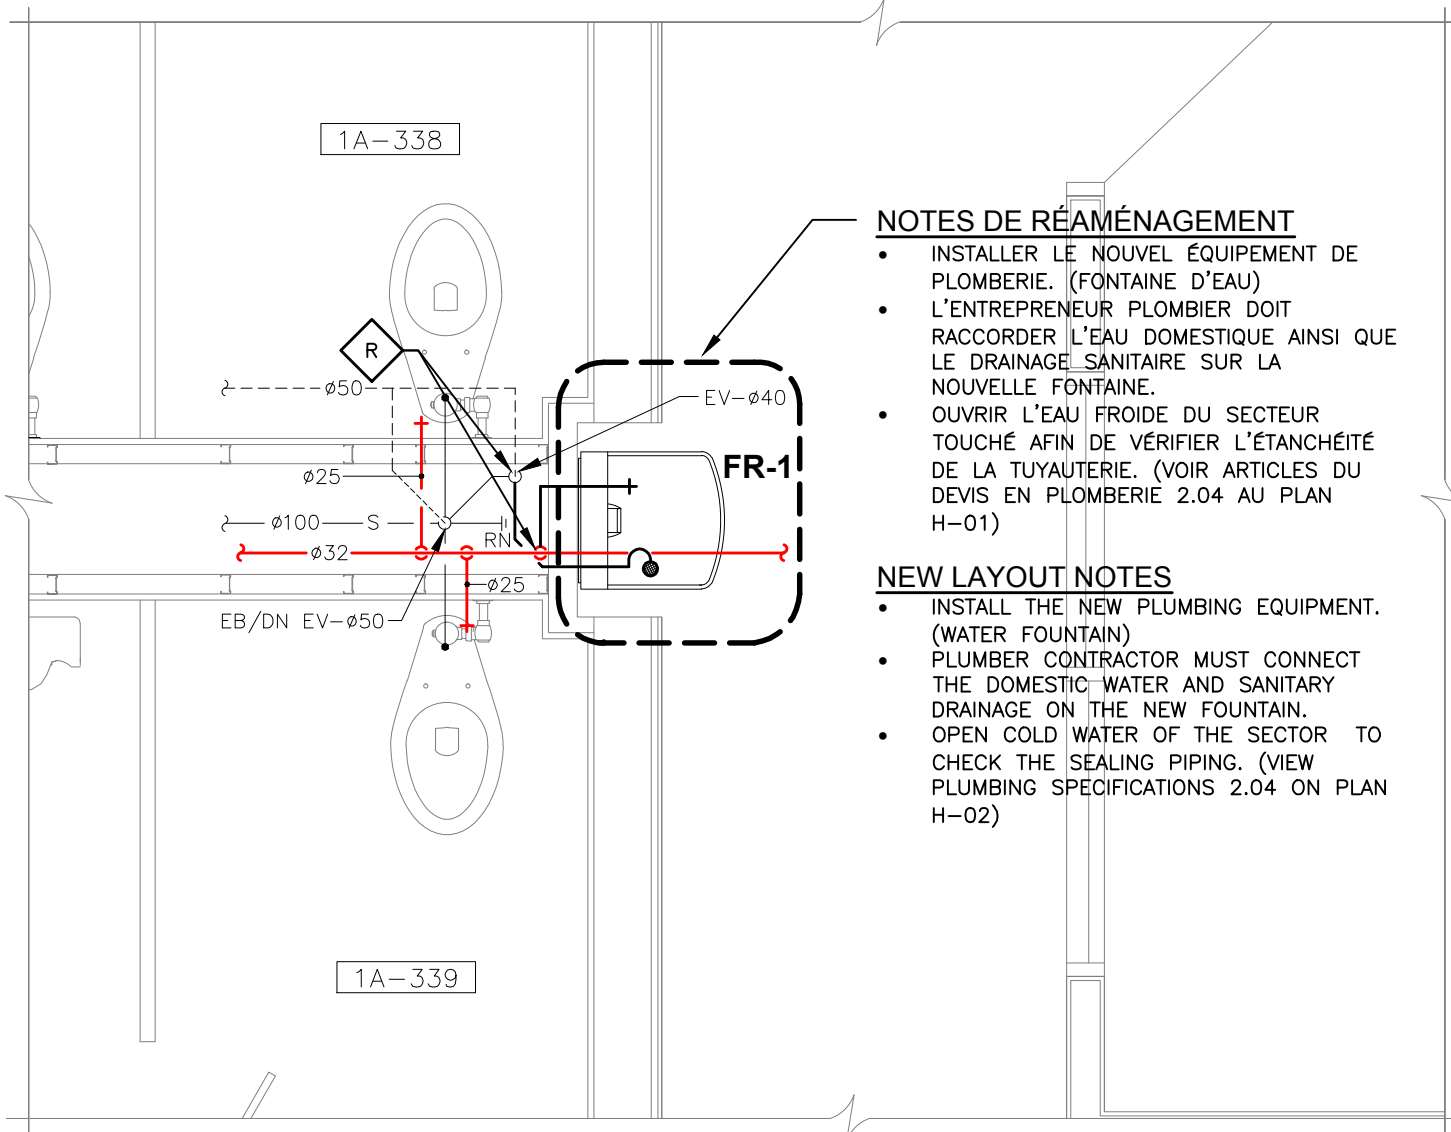 1A-338
R
ø50
EV-ø40
FR-1
ø25
ø100
S
RN
ø32
ø25
EB/DN EV-ø50
1A-339
NOTES DE RÉAMÉNAGEMENT
• INSTALLER LE NOUVEL ÉQUIPEMENT DE
PLOMBERIE. (FONTAINE D'EAU)
• L'ENTREPRENEUR PLOMBIER DOIT
RACCORDER L'EAU DOMESTIQUE AINSI QUE
LE DRAINAGE SANITAIRE SUR LA
NOUVELLE FONTAINE.
• OUVRIR L'EAU FROIDE DU SECTEUR
TOUCHÉ AFIN DE VÉRIFIER L'ÉTANCHÉITÉ
DE LA TUYAUTERIE. (VOIR ARTICLES DU
DEVIS EN PLOMBERIE 2.04 AU PLAN
H-01)
NEW LAYOUT NOTES
• INSTALL THE NEW PLUMBING EQUIPMENT.
(WATER FOUNTAIN)
• PLUMBER CONTRACTOR MUST CONNECT
THE DOMESTIC WATER AND SANITARY
DRAINAGE ON THE NEW FOUNTAIN.
• OPEN COLD WATER OF THE SECTOR TO
CHECK THE SEALING PIPING. (VIEW
PLUMBING SPECIFICATIONS 2.04 ON PLAN
H-02)